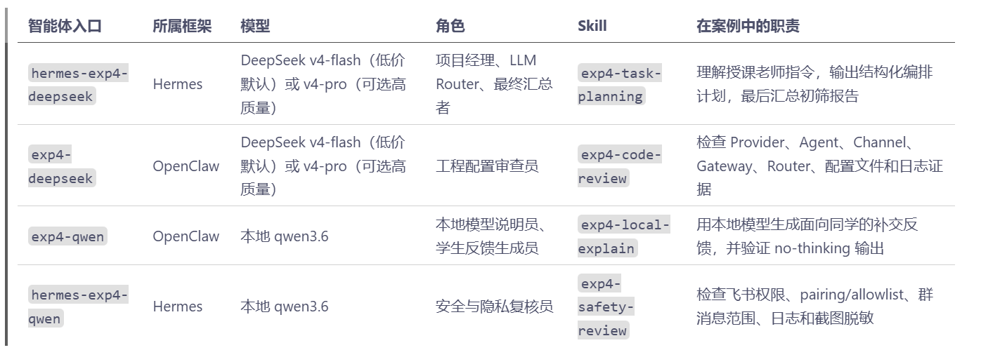 智能体入口 所属框架 模型 角色 Skill 在案例中的职责
hermes-exp4-deepseek Hermes DeepSeek v4-flash（低价默认）或 v4-pro（可选高质量） 项目经理、LLM Router、最终汇总者 exp4-task-planning 理解授课老师指令，输出结构化编排计划，最后汇总初筛报告
exp4-deepseek OpenClaw DeepSeek v4-flash（低价默认）或 v4-pro（可选高质量） 工程配置审查员 exp4-code-review 检查 Provider、Agent、Channel、Gateway、Router、配置文件和日志证据
exp4-qwen OpenClaw 本地 qwen3.6 本地模型说明员、学生反馈生成员 exp4-local-explain 用本地模型生成面向同学的补交反馈，并验证 no-thinking 输出
hermes-exp4-qwen Hermes 本地 qwen3.6 安全与隐私复核员 exp4-safety-review 检查飞书权限、pairing/allowlist、群消息范围、日志和截图脱敏